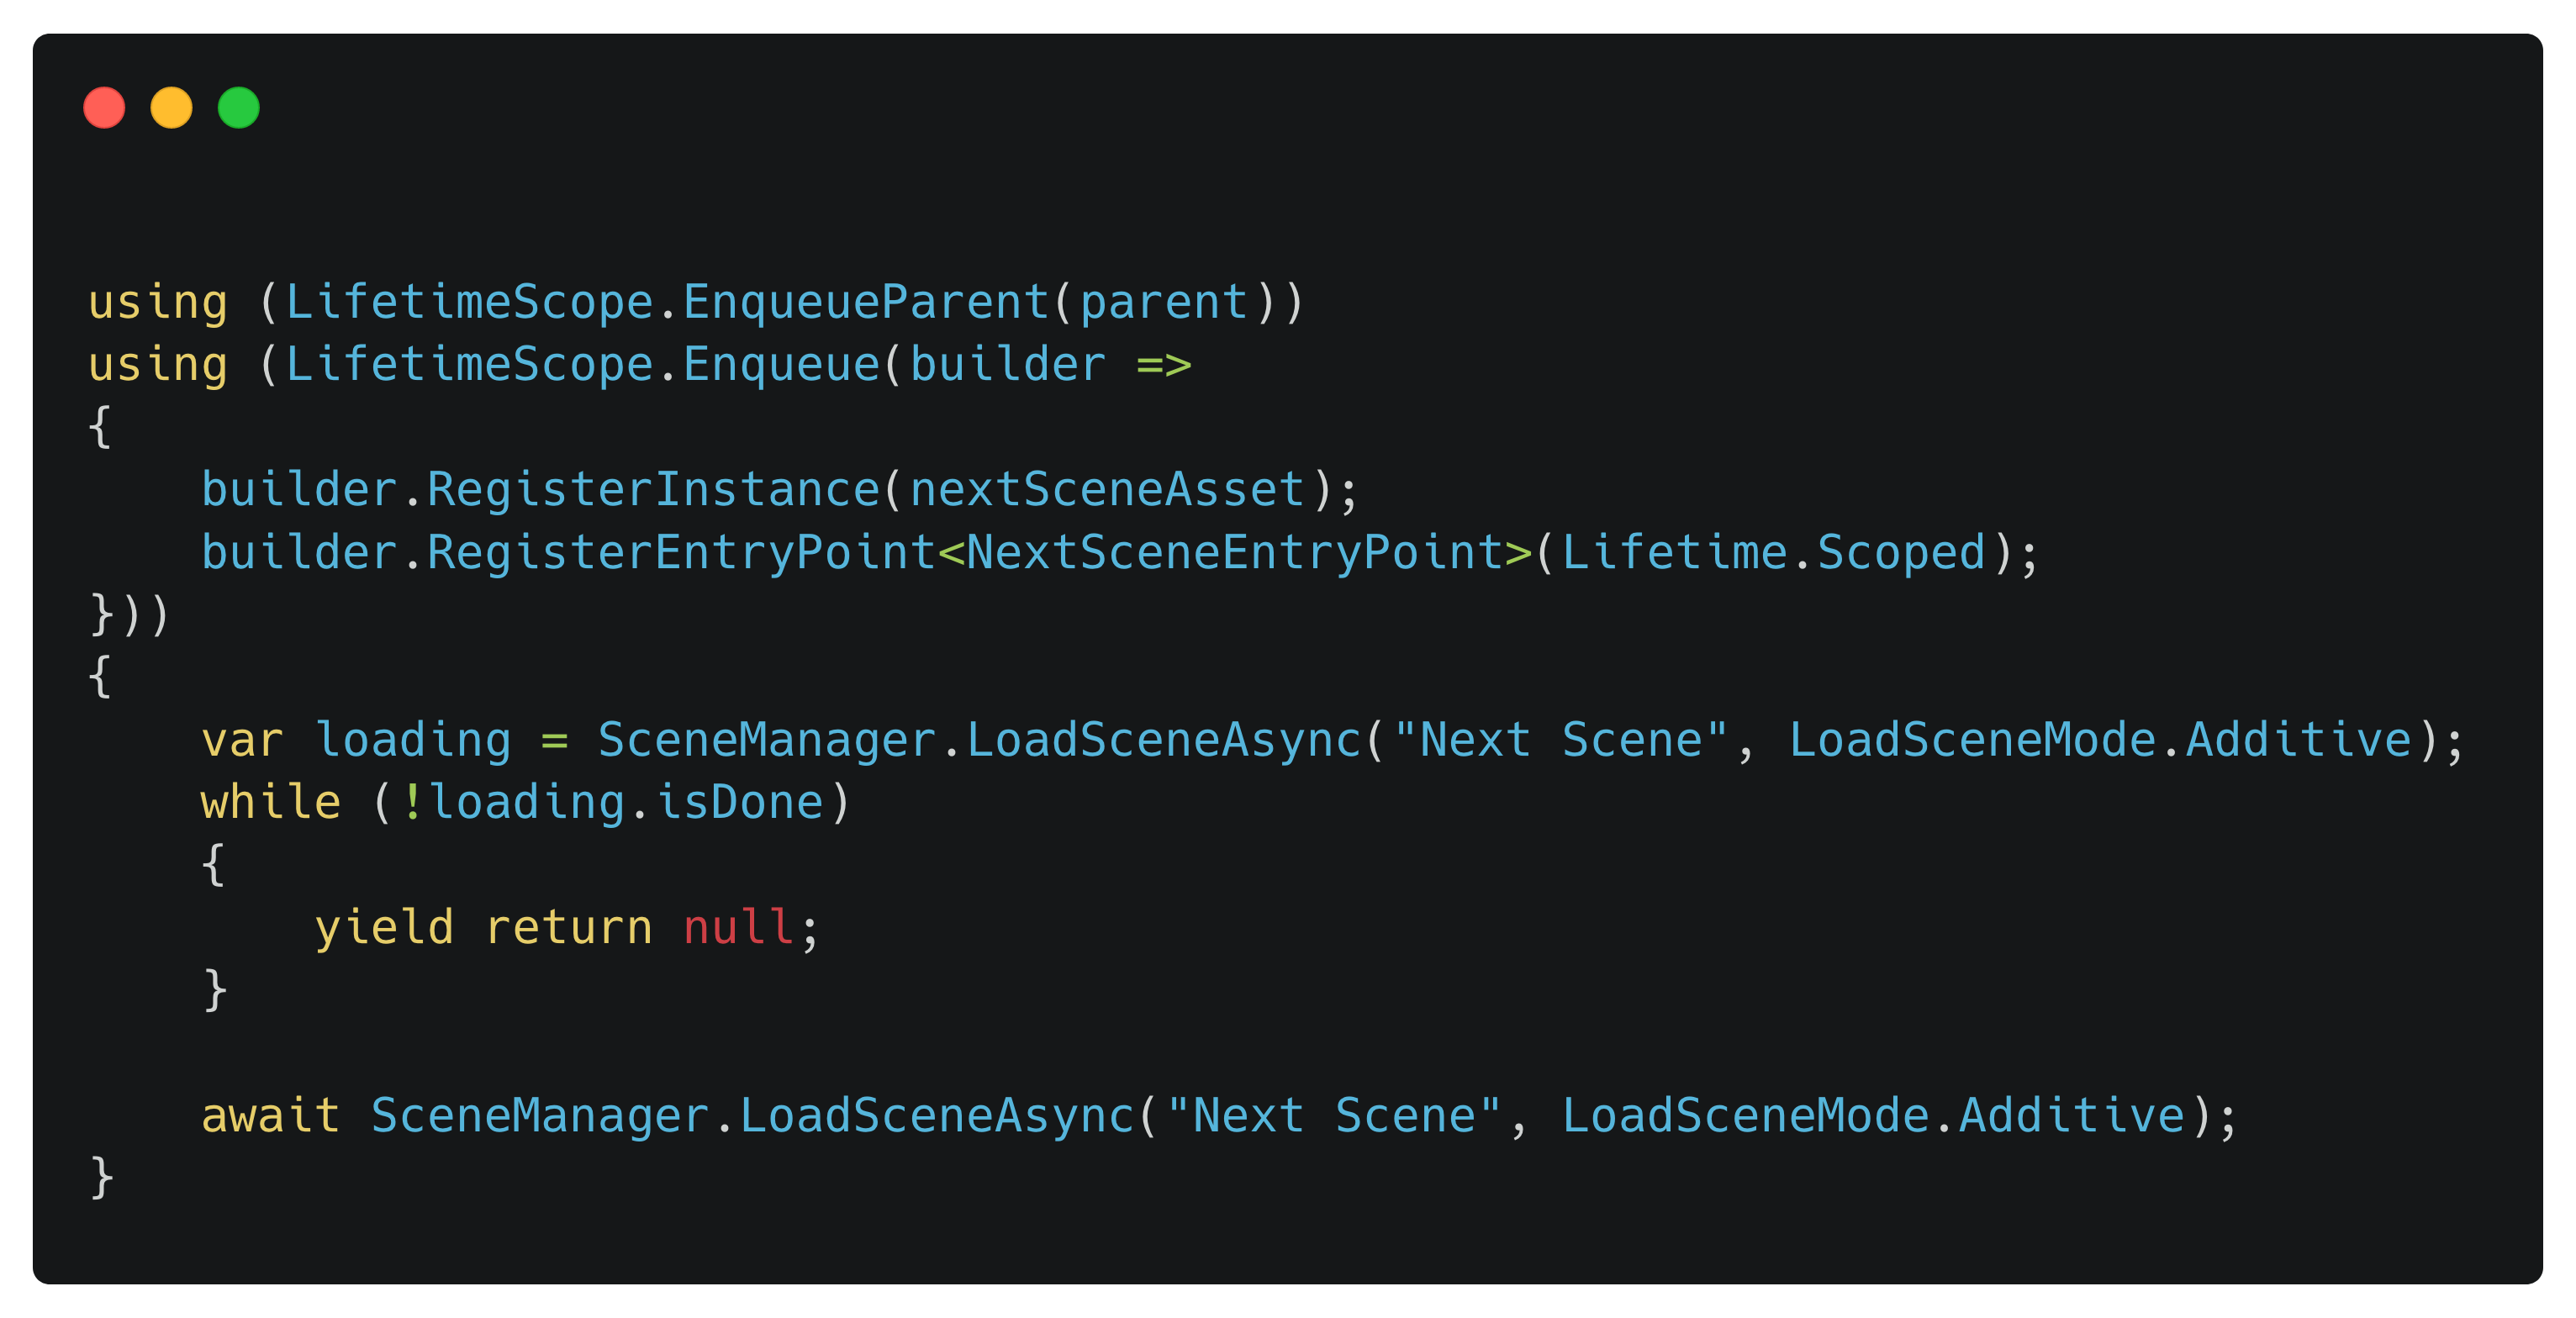 using (LifetimeScope.EnqueueParent(parent))
using (LifetimeScope.Enqueue(builder =>
{
    builder.RegisterInstance(nextSceneAsset);
    builder.RegisterEntryPoint<NextSceneEntryPoint>(Lifetime.Scoped);
}))
{
    var loading = SceneManager.LoadSceneAsync("Next Scene", LoadSceneMode.Additive);
    while (!loading.isDone)
    {
        yield return null;
    }

    await SceneManager.LoadSceneAsync("Next Scene", LoadSceneMode.Additive);
}